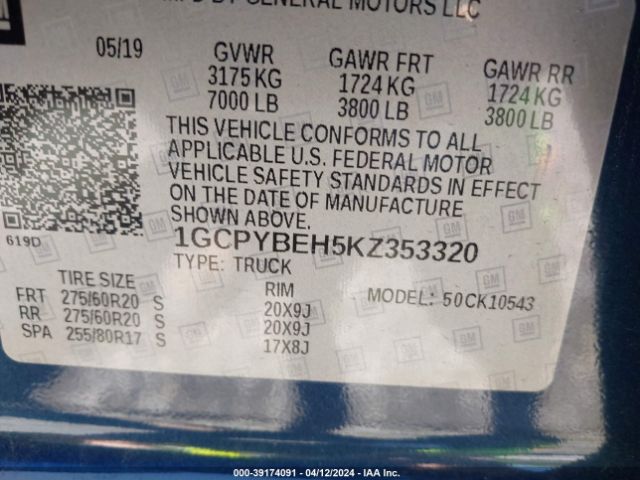 MFD BY GENERAL MOTORS LLC
05/19 GVWR GAWR FRT GAWR RR
3175 KG 1724 KG 1724 KG
7000 LB 3800 LB 3800 LB
THIS VEHICLE CONFORMS TO ALL
APPLICABLE U.S. FEDERAL MOTOR
VEHICLE SAFETY STANDARDS IN EFFECT
ON THE DATE OF MANUFACTURE
SHOWN ABOVE.
619D
1GCPYBEH5KZ353320
TYPE: TRUCK
TIRE SIZE RIM MODEL: 50CK10543
FRT 275/60R20 S 20X9J
RR 275/60R20 S 20X9J
SPA 255/80R17 S 17X8J
000-39174091 - 04/12/2024 - IAA Inc.